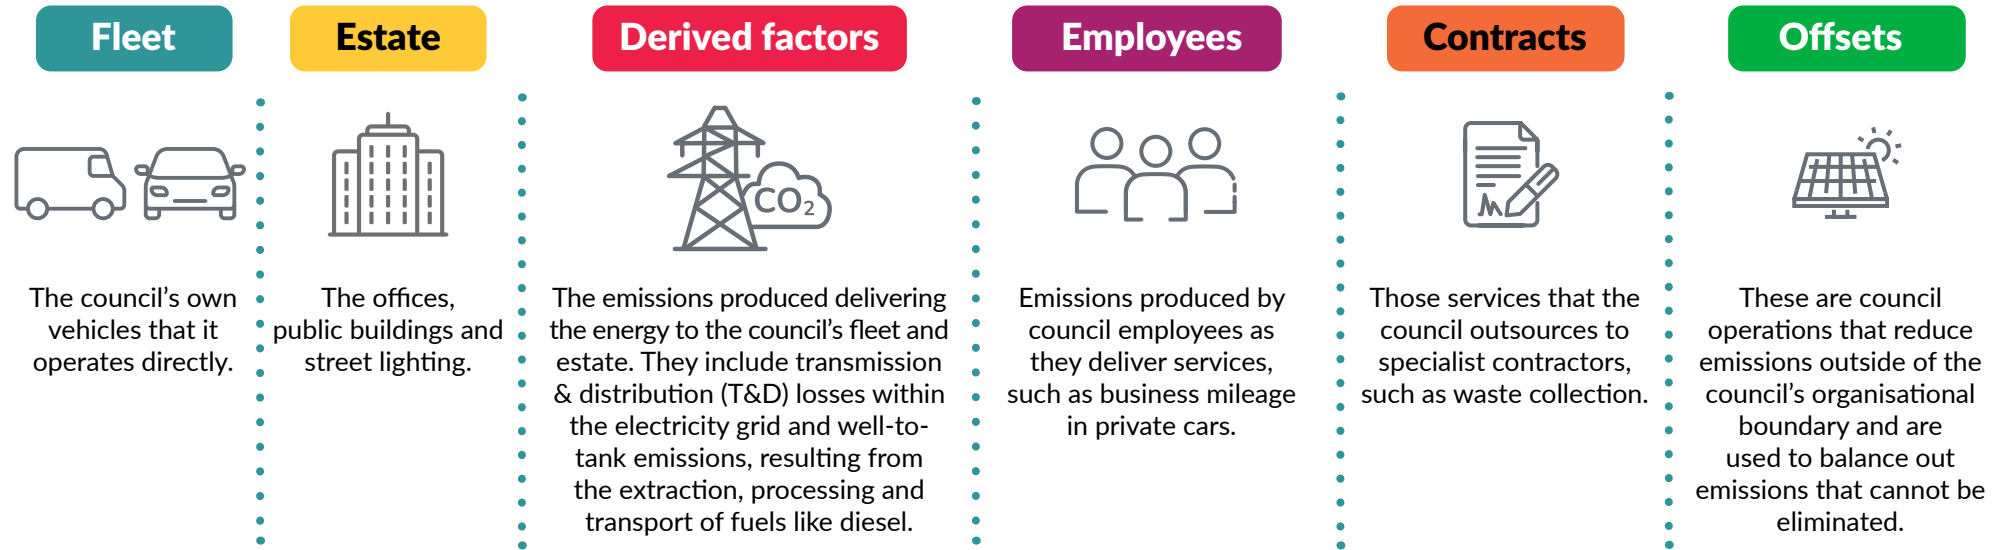 Fleet
The council's own
vehicles that it
operates directly.
Estate
The offices,
public buildings and
street lighting.
Derived factors
CO₂
The emissions produced delivering
the energy to the council's fleet and
estate. They include transmission
& distribution (T&D) losses within
the electricity grid and well-to-
tank emissions, resulting from
the extraction, processing and
transport of fuels like diesel.
Employees
Emissions produced by
council employees as
they deliver services,
such as business mileage
in private cars.
Contracts
Those services that the
council outsources to
specialist contractors,
such as waste collection.
Offsets
These are council
operations that reduce
emissions outside of the
council's organisational
boundary and are
used to balance out
emissions that cannot be
eliminated.